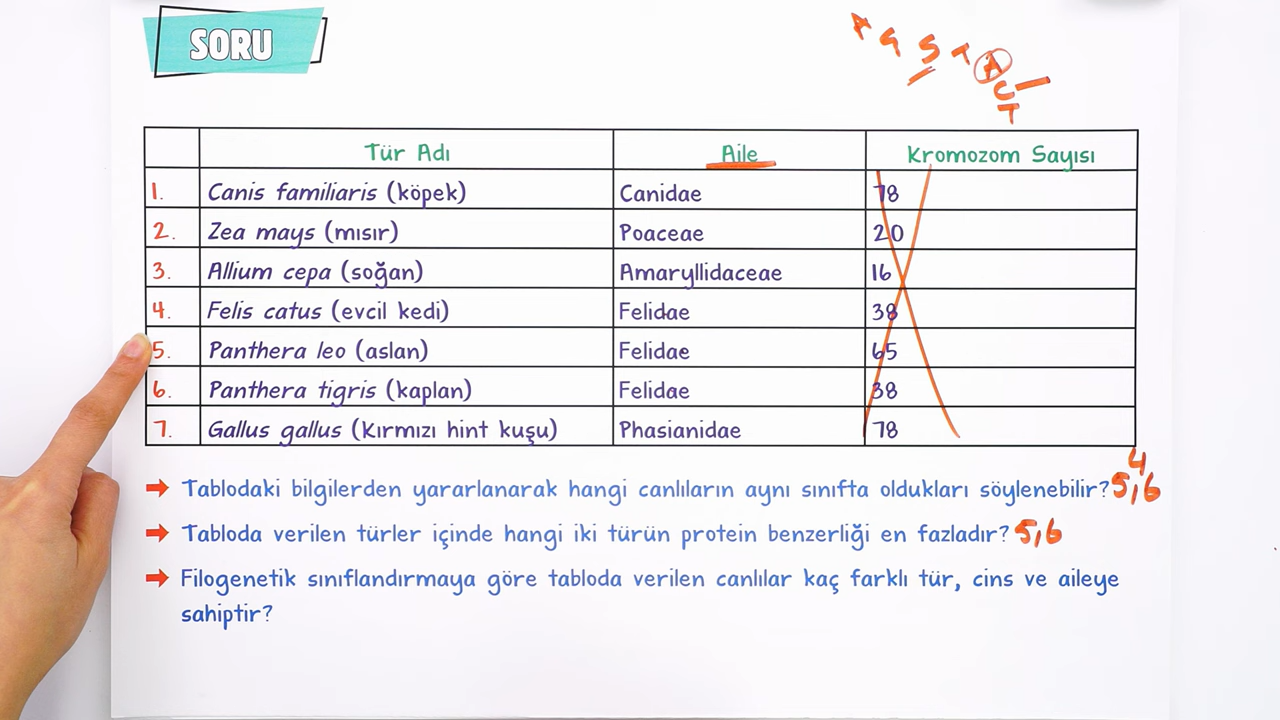 SORU
A
Ş
T
A
U
T
Tür Adı Aile Kromozom Sayısı
1. Canis familiaris (köpek) Canidae 78
2. Zea mays (mısır) Poaceae 20
3. Allium cepa (soğan) Amaryllidaceae 16
4. Felis catus (evcil kedi) Felidae 38
5. Panthera leo (aslan) Felidae 65
6. Panthera tigris (kaplan) Felidae 38
7. Gallus gallus (Kırmızı hint kuşu) Phasianidae 78
➡ Tablodaki bilgilerden yararlanarak hangi canlıların aynı sınıfta oldukları söylenebilir? 4 5,6
➡ Tabloda verilen türler içinde hangi iki türün protein benzerliği en fazladır? 5,6
➡ Filogenetik sınıflandırmaya göre tabloda verilen canlılar kaç farklı tür, cins ve aileye
sahiptir?